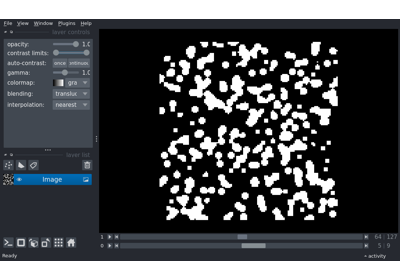 File View Window Plugins Help
layer controls
opacity: 1.0
contrast limits:
auto-contrast: once
gamma: 1.0
colormap: gra
blending: translu
interpolation: nearest
layer list
Image
1 64 127
0 5 9
Ready activity